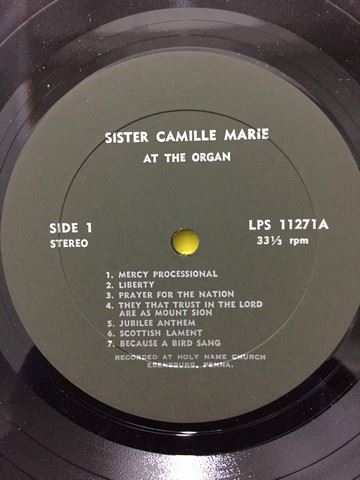 SISTER CAMILLE MARIE
AT THE ORGAN
SIDE 1
STEREO
LPS 11271A
33⅓ rpm
1. MERCY PROCESSIONAL
2. LIBERTY
3. PRAYER FOR THE NATION
4. THEY THAT TRUST IN THE LORD
ARE AS MOUNT SION
5. JUBILEE ANTHEM
6. SCOTTISH LAMENT
7. BECAUSE A BIRD SANG
RECORDED AT HOLY NAME CHURCH
EBENSBURG, PENNA.